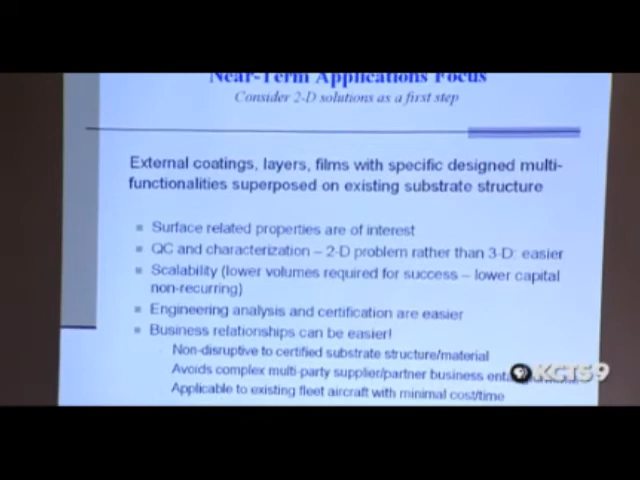 Near-Term Applications Focus
Consider 2-D solutions as a first step
External coatings, layers, films with specific designed multi-
functionalities superposed on existing substrate structure
Surface related properties are of interest
QC and characterization – 2-D problem rather than 3-D: easier
Scalability (lower volumes required for success – lower capital
non-recurring)
Engineering analysis and certification are easier
Business relationships can be easier!
Non-disruptive to certified substrate structure/material
Avoids complex multi-party supplier/partner business
KCTS9
Applicable to existing fleet aircraft with minimal cost/time